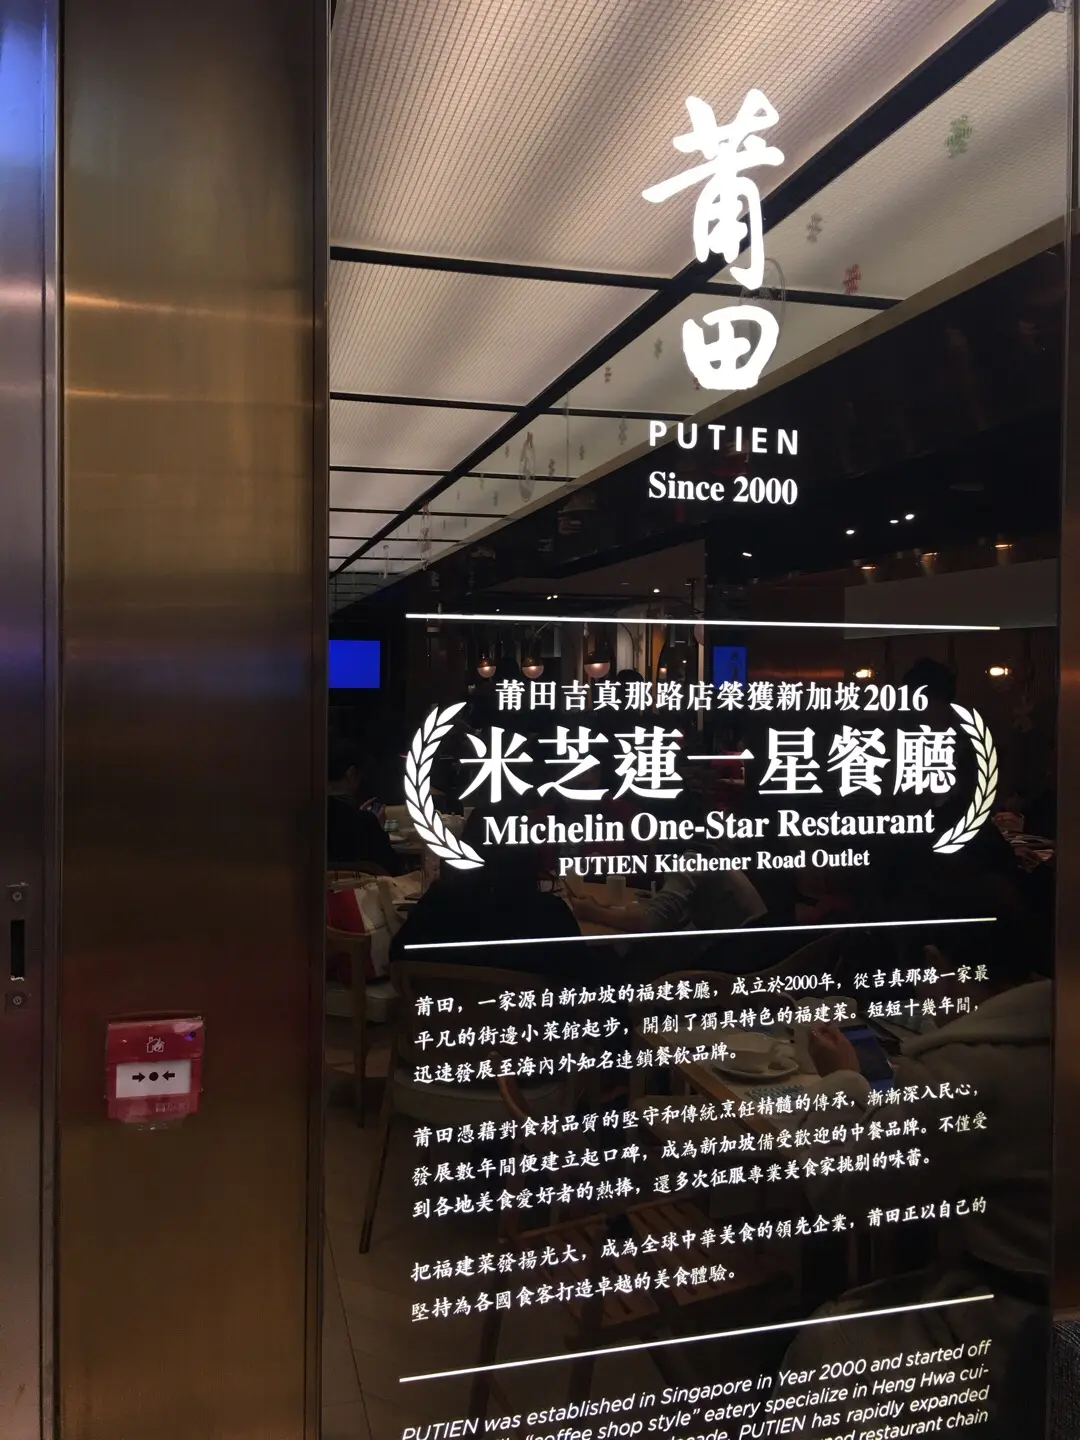 莆田
PUTIEN
Since 2000
莆田吉真那路店榮獲新加坡2016
米芝蓮一星餐廳
Michelin One-Star Restaurant
PUTIEN Kitchener Road Outlet
莆田，一家源自新加坡的福建餐廳，成立於2000年，從吉真那路一家最
平凡的街邊小菜館起步，開創了獨具特色的福建菜。短短十幾年間，
迅速發展至海內外知名連鎖餐飲品牌。
莆田憑藉對食材品質的堅守和傳統烹飪精髓的傳承，漸漸深入民心，
發展數年間便建立起口碑，成為新加坡備受歡迎的中餐品牌。不僅受
到各地美食愛好者的熱捧，還多次征服專業美食家挑剔的味蕾。
把福建菜發揚光大，成為全球中華美食的領先企業，莆田正以自己的
堅持為各國食客打造卓越的美食體驗。
PUTIEN was established in Singapore in Year 2000 and started off
"coffee shop style" eatery specialize in Heng Hwa cui-
decade, PUTIEN has rapidly expanded
restaurant chain